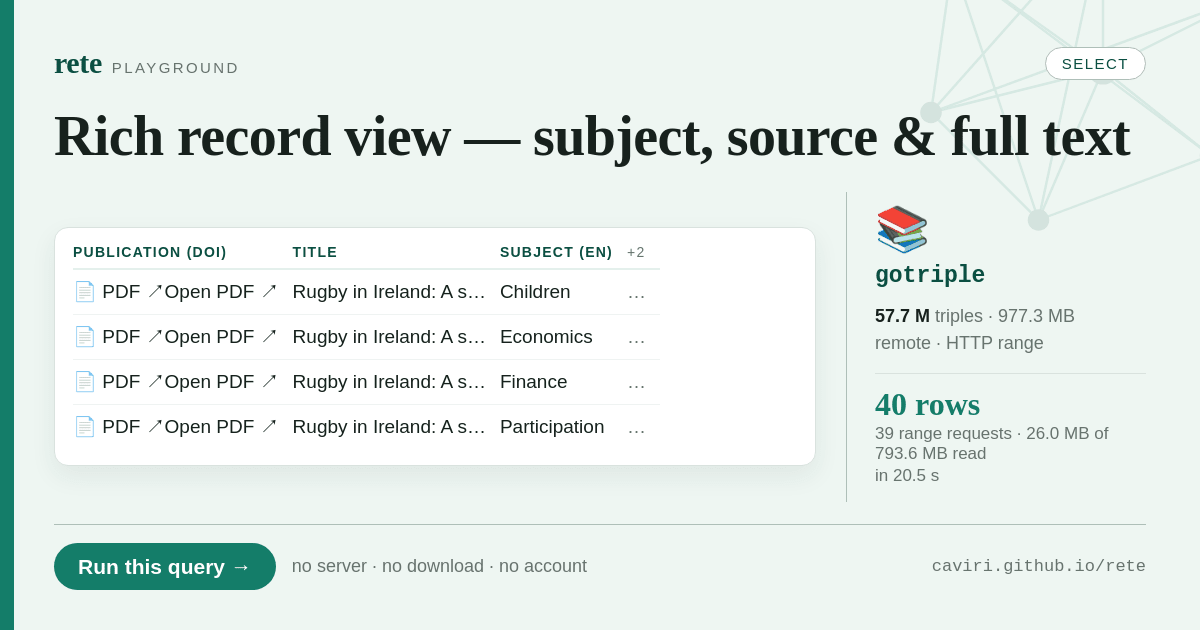 rete PLAYGROUND
SELECT
Rich record view — subject, source & full text
PUBLICATION (DOI) TITLE SUBJECT (EN) +2
📄 PDF ↗Open PDF ↗ Rugby in Ireland: A s… Children …
📄 PDF ↗Open PDF ↗ Rugby in Ireland: A s… Economics …
📄 PDF ↗Open PDF ↗ Rugby in Ireland: A s… Finance …
📄 PDF ↗Open PDF ↗ Rugby in Ireland: A s… Participation …
gotriple
57.7 M triples · 977.3 MB
remote · HTTP range
40 rows
39 range requests · 26.0 MB of
793.6 MB read
in 20.5 s
Run this query →
no server · no download · no account
caviri.github.io/rete